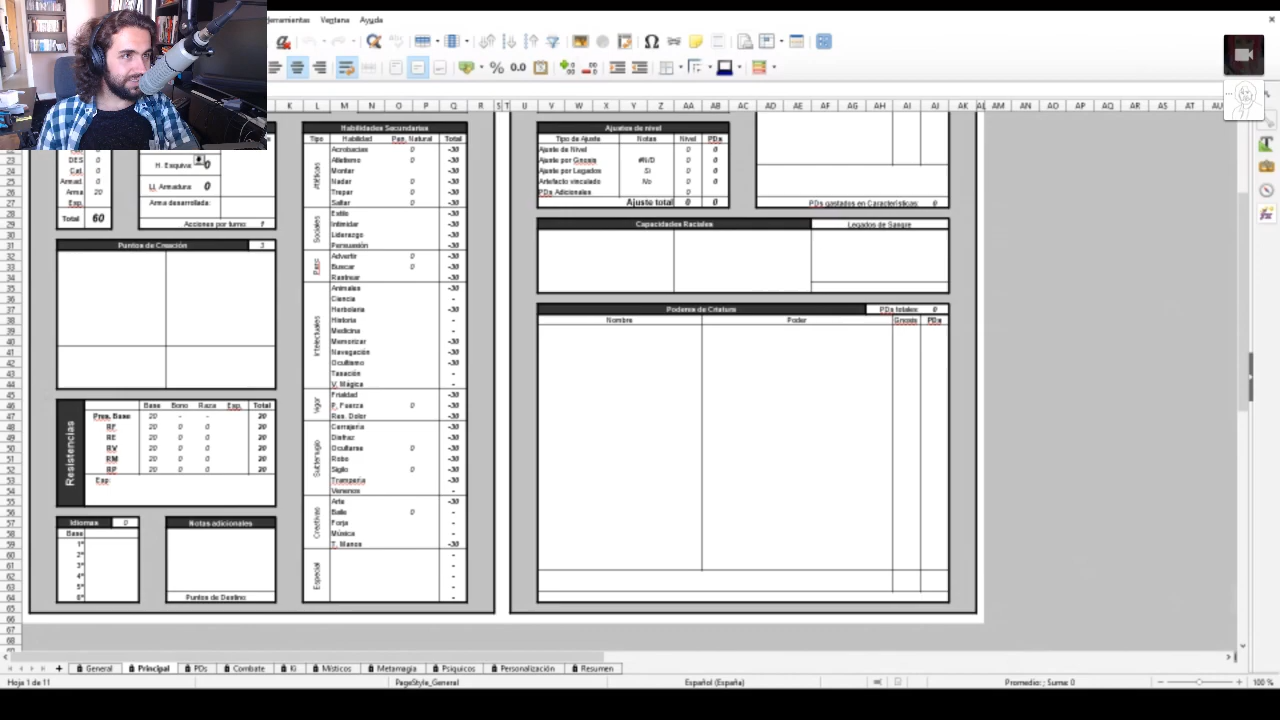 Herramientas Ventana Ayuda
% 0.0
K L M N O P Q R S T U V W X Y Z AA AB AC AD AE AF AG AH AI AJ AK AL AM AN AO AP AQ AR AS AT AU
Habilidades Secundarias
Tipo Habilidad Pen. Natural Total
Atléticas
Acrobacias 0 -30
Atletismo 0 -30
Montar -30
Nadar 0 -30
Trepar 0 -30
Saltar 0 -30
Sociales
Estilo -30
Intimidar -30
Liderazgo -30
Persuasión -30
Perc.
Advertir 0 -30
Buscar 0 -30
Rastrear -30
Intelectuales
Animales -30
Ciencia -
Herbolaria -30
Historia -
Medicina -
Memorizar -30
Navegación -30
Ocultismo -30
Tasación -
V. Mágica -
Vigor
Frialdad -30
P. Fuerza 0 -30
Res. Dolor -30
Subterfugio
Cerrajería -30
Disfraz -30
Ocultarse 0 -30
Robo -30
Sigilo 0 -30
Trampería -30
Venenos -
Creativas
Arte -30
Baile 0 -
Forja -
Música -
T. Manos -30
Especial
DES 0
Cat. 0
Armad. 0
Arma 20
Esp.
Total 60
H. Esquiva 0
LI. Armadura 0
Arma desarrollada:
Acciones por turno: 1
Puntos de Creación 3
Resistencias
Base Bono Raza Esp. Total
Pres. Base 20 - - 20
RF 20 0 0 20
RE 20 0 0 20
RV 20 0 0 20
RM 20 0 0 20
RP 20 0 0 20
Esp:
Idiomas 0
Base
1º
2º
3º
4º
5º
6º
Notas adicionales
Puntos de Destino
Ajustes de nivel
Tipo de Ajuste Notas Nivel PDs
Ajuste de Nivel 0 0
Ajuste por Gnosis #N/D 0 0
Ajuste por Legados Si 0 0
Artefacto vinculado No 0 0
PDs Adicionales 0
Ajuste total 0 0
PDs gastados en Características: 0
Capacidades Raciales Legados de Sangre
Poderes de Criatura PDs totales: 0
Nombre Poder Gnosis PDs
General Principal PDs Combate Ki Místicos Metamagia Psíquicos Personalización Resumen
Hoja 1 de 11 PageStyle_General Español (España) Promedio: ; Suma: 0 100 %